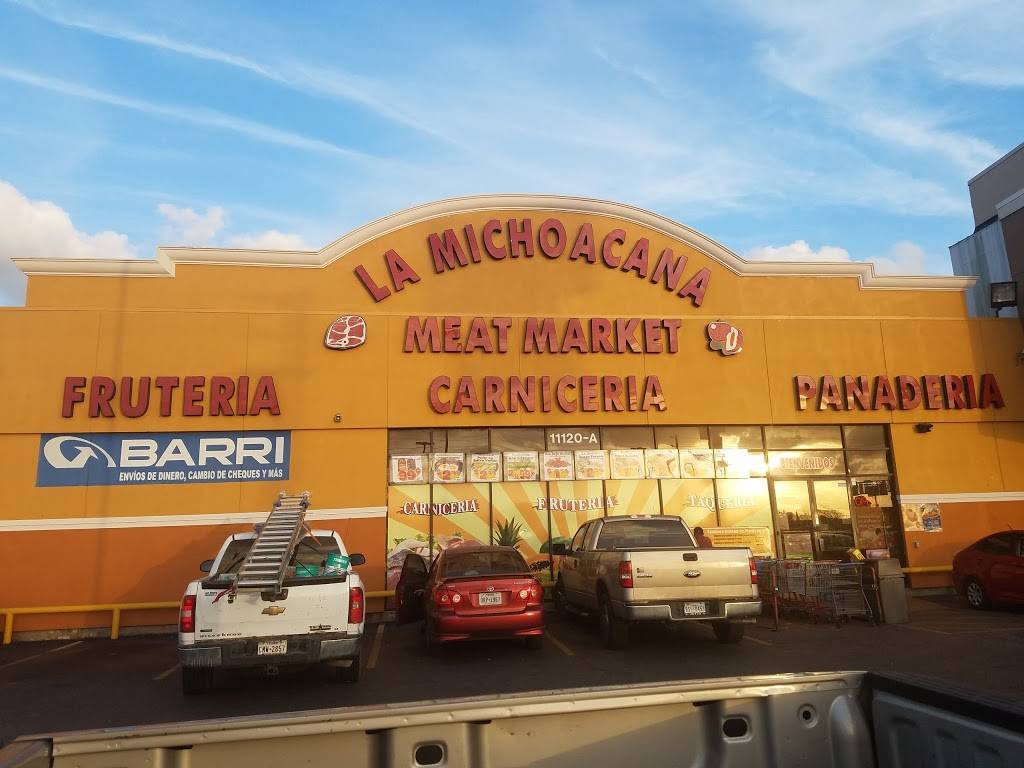 LA MICHOACANA
MEAT MARKET
FRUTERIA
CARNICERIA
PANADERIA
BARRI
ENVÍOS DE DINERO, CAMBIO DE CHEQUES Y MÁS
11120-A
BIENVENIDOS
CARNICERIA
FRUTERIA
TAQUERIA